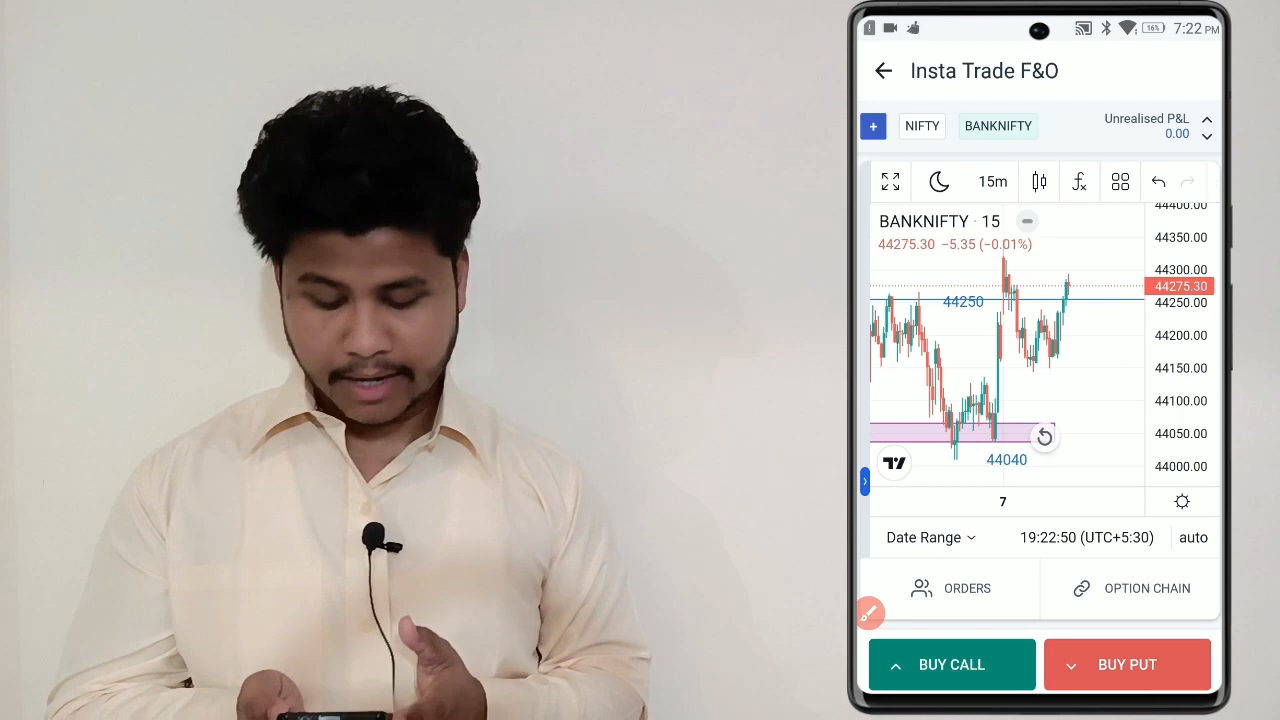 16%
7:22 PM
Insta Trade F&O
+
NIFTY
BANKNIFTY
Unrealised P&L
0.00
15m
BANKNIFTY · 15
44275.30 −5.35 (−0.01%)
44250
44040
44400.00
44350.00
44300.00
44275.30
44250.00
44200.00
44150.00
44100.00
44050.00
44000.00
7
Date Range
19:22:50 (UTC+5:30)
auto
ORDERS
OPTION CHAIN
BUY CALL
BUY PUT